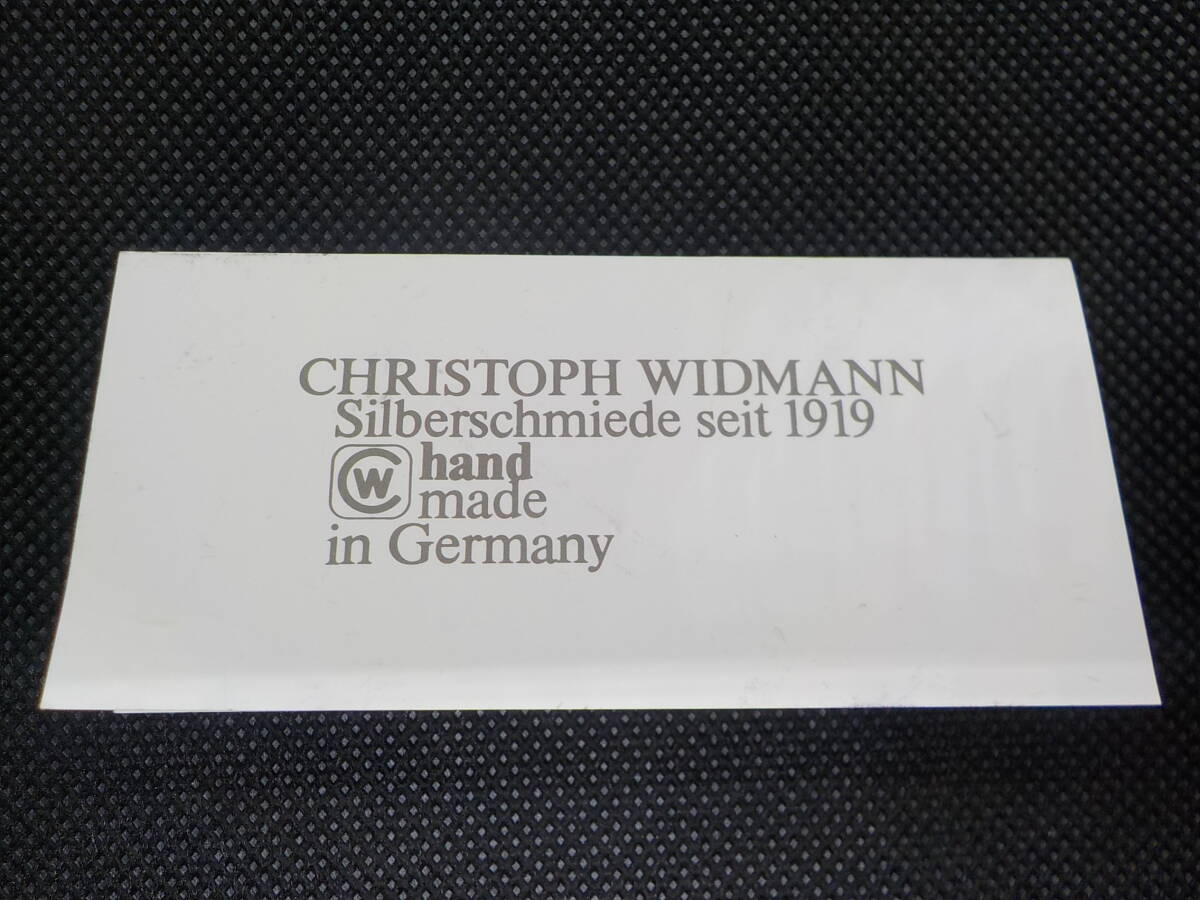 CHRISTOPH WIDMANN
Silberschmiede seit 1919
CW hand
made
in Germany